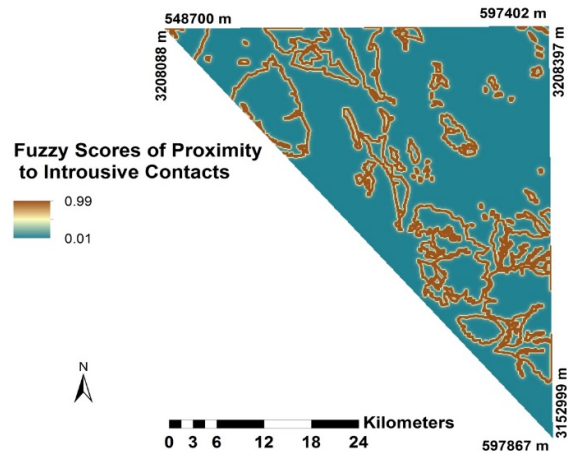 548700 m
597402 m
3208088 m
3208397 m
Fuzzy Scores of Proximity
to Introusive Contacts
0.99
0.01
N
3152999 m
Kilometers
0 3 6 12 18 24
597867 m